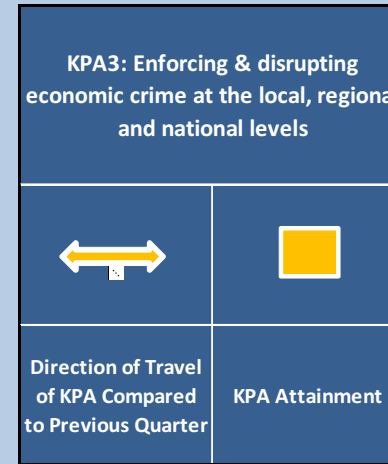 KPA3: Enforcing & disrupting
economic crime at the local, regiona
and national levels
Direction of Travel
of KPA Compared
to Previous Quarter
KPA Attainment